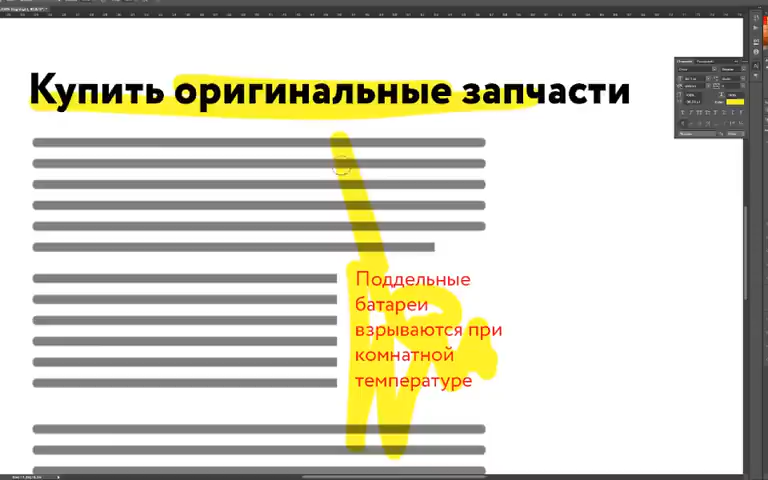 Купить оригинальные запчасти
Поддельные
батареи
взрываются при
комнатной
температуре